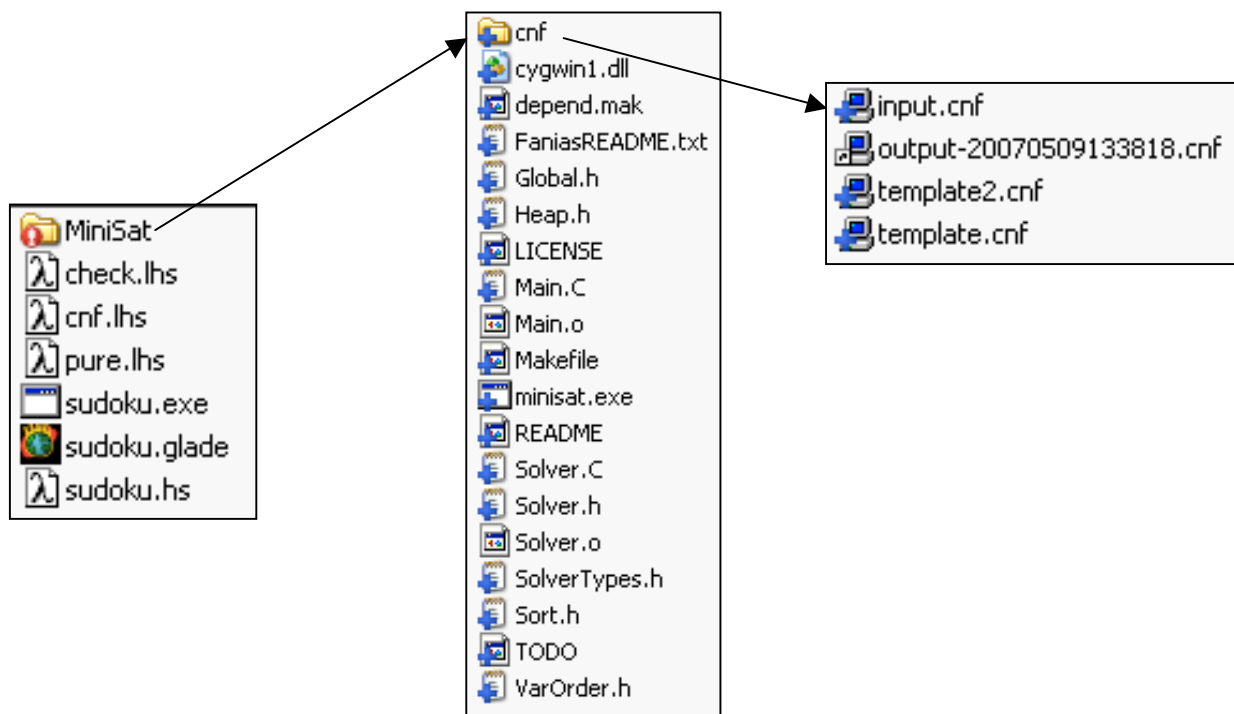 MiniSat
check.lhs
cnf.lhs
pure.lhs
sudoku.exe
sudoku.glade
sudoku.hs
cnf
cygwin1.dll
depend.mak
FaniasREADME.txt
Global.h
Heap.h
LICENSE
Main.C
Main.o
Makefile
minisat.exe
README
Solver.C
Solver.h
Solver.o
SolverTypes.h
Sort.h
TODO
VarOrder.h
input.cnf
output-20070509133818.cnf
template2.cnf
template.cnf